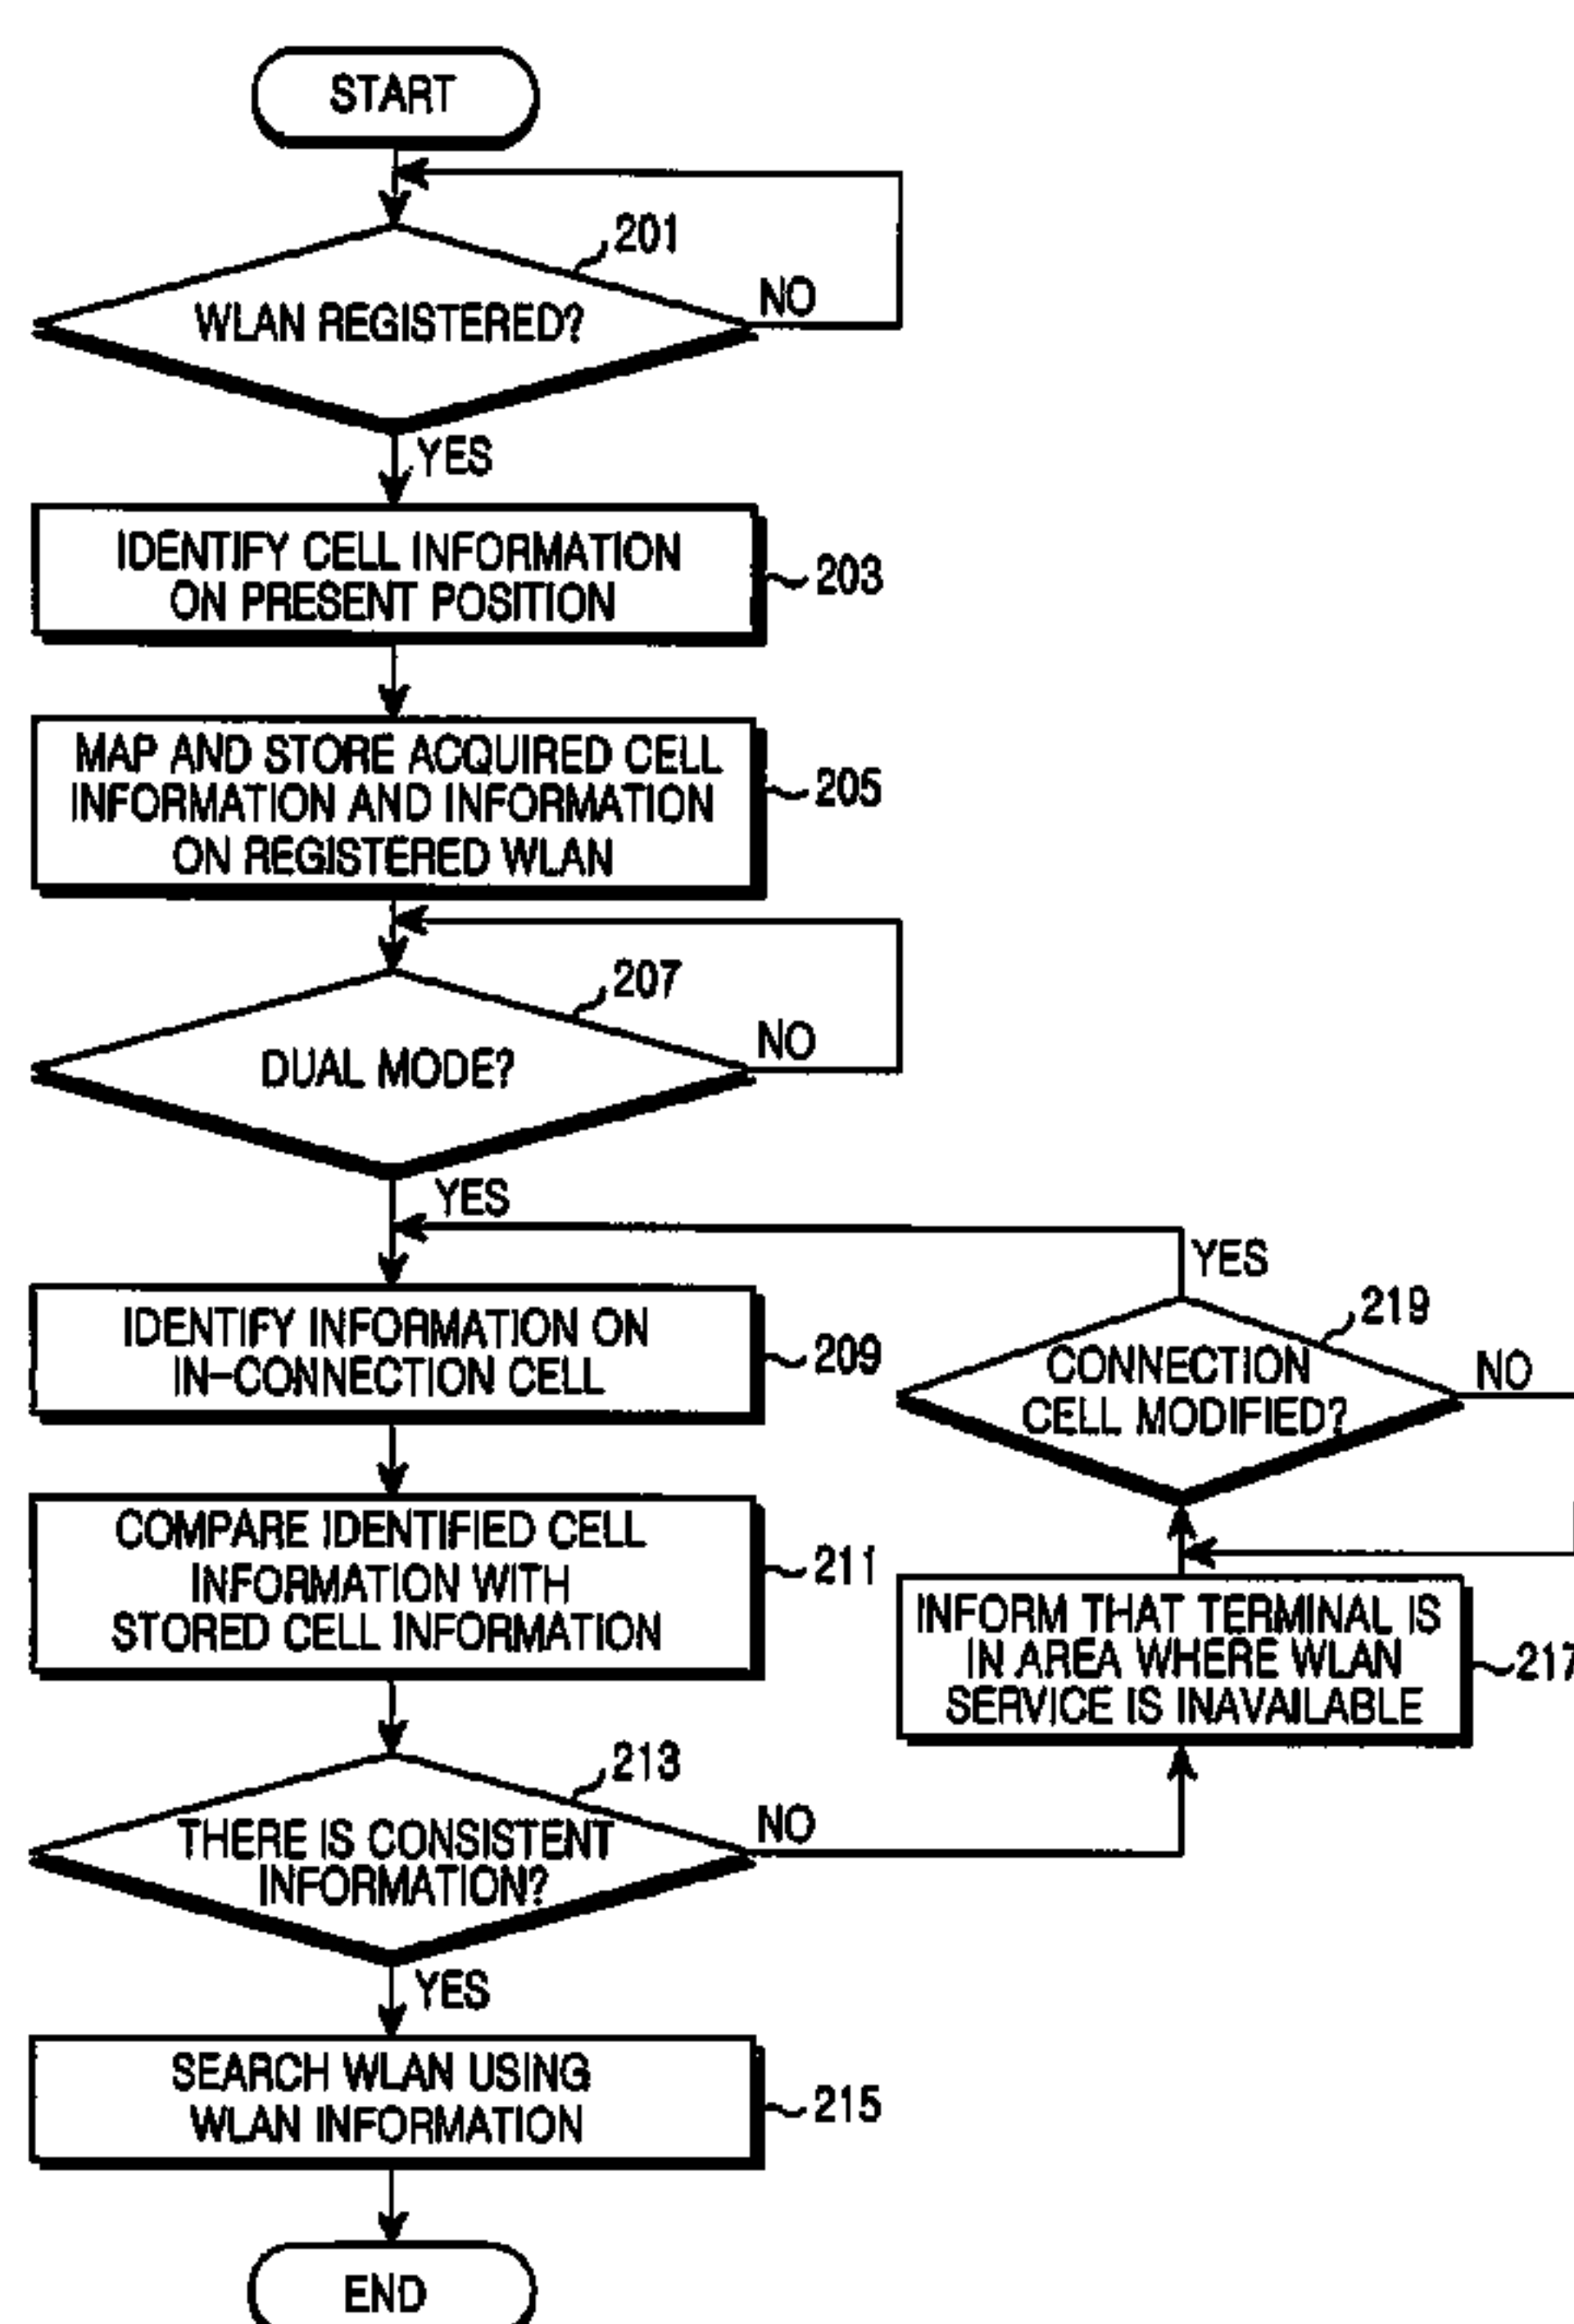 START
201
WLAN REGISTERED?
NO
YES
IDENTIFY CELL INFORMATION
ON PRESENT POSITION
203
MAP AND STORE ACQUIRED CELL
INFORMATION AND INFORMATION
ON REGISTERED WLAN
205
207
DUAL MODE?
NO
YES
IDENTIFY INFORMATION ON
IN-CONNECTION CELL
209
COMPARE IDENTIFIED CELL
INFORMATION WITH
STORED CELL INFORMATION
211
213
THERE IS CONSISTENT
INFORMATION?
NO
YES
SEARCH WLAN USING
WLAN INFORMATION
215
END
YES
219
CONNECTION
CELL MODIFIED?
NO
INFORM THAT TERMINAL IS
IN AREA WHERE WLAN
SERVICE IS INAVAILABLE
217